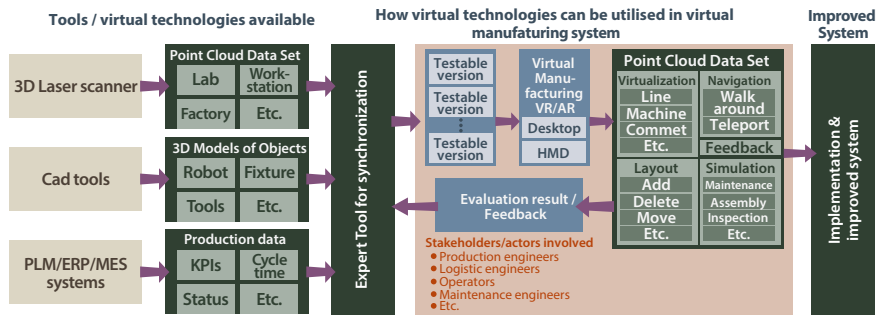 Tools / virtual technologies available
How virtual technologies can be utilised in virtual
manufaturing system
Improved
System
3D Laser scanner
Cad tools
PLM/ERP/MES
systems
Point Cloud Data Set
Lab
Work-
station
Factory
Etc.
3D Models of Objects
Robot
Fixture
Tools
Etc.
Production data
KPIs
Cycle
time
Status
Etc.
Expert Tool for synchronization
Testable
version
Testable
version
Testable
version
Virtual
Manu-
facturing
VR/AR
Desktop
HMD
Point Cloud Data Set
Virtualization
Line
Machine
Commet
Etc.
Navigation
Walk
around
Teleport
Feedback
Layout
Add
Delete
Move
Etc.
Simulation
Maintenance
Assembly
Inspection
Etc.
Evaluation result /
Feedback
Stakeholders/actors involved
• Production engineers
• Logistic engineers
• Operators
• Maintenance engineers
• Etc.
Implementation &
improved system